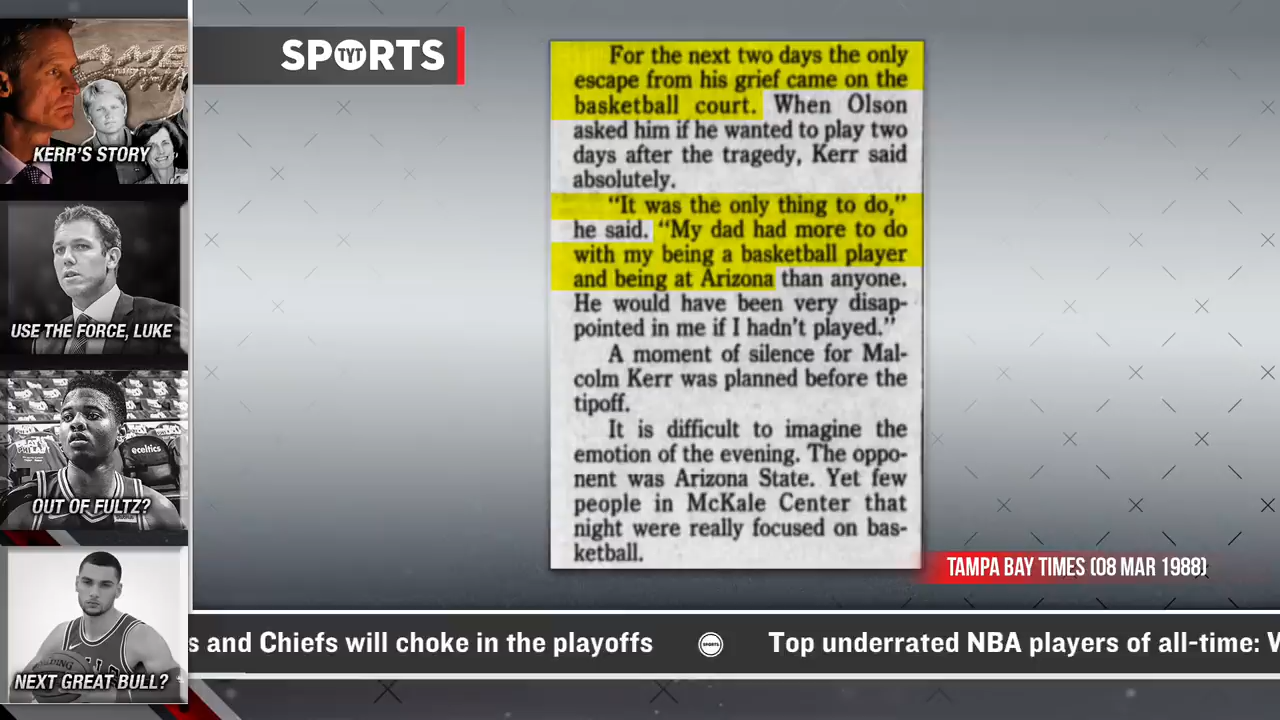 SPORTS
TYT
For the next two days the only
escape from his grief came on the
basketball court. When Olson
asked him if he wanted to play two
days after the tragedy, Kerr said
absolutely.
"It was the only thing to do,"
he said. "My dad had more to do
with my being a basketball player
and being at Arizona than anyone.
He would have been very disap-
pointed in me if I hadn't played."
A moment of silence for Mal-
colm Kerr was planned before the
tipoff.
It is difficult to imagine the
emotion of the evening. The oppo-
nent was Arizona State. Yet few
people in McKale Center that
night were really focused on bas-
ketball.
TAMPA BAY TIMES (08 MAR 1988)
KERR'S STORY
USE THE FORCE, LUKE
eceltics
OUT OF FULTZ?
SPALDING
NEXT GREAT BULL?
s and Chiefs will choke in the playoffs
SPORTS
Top underrated NBA players of all-time: W